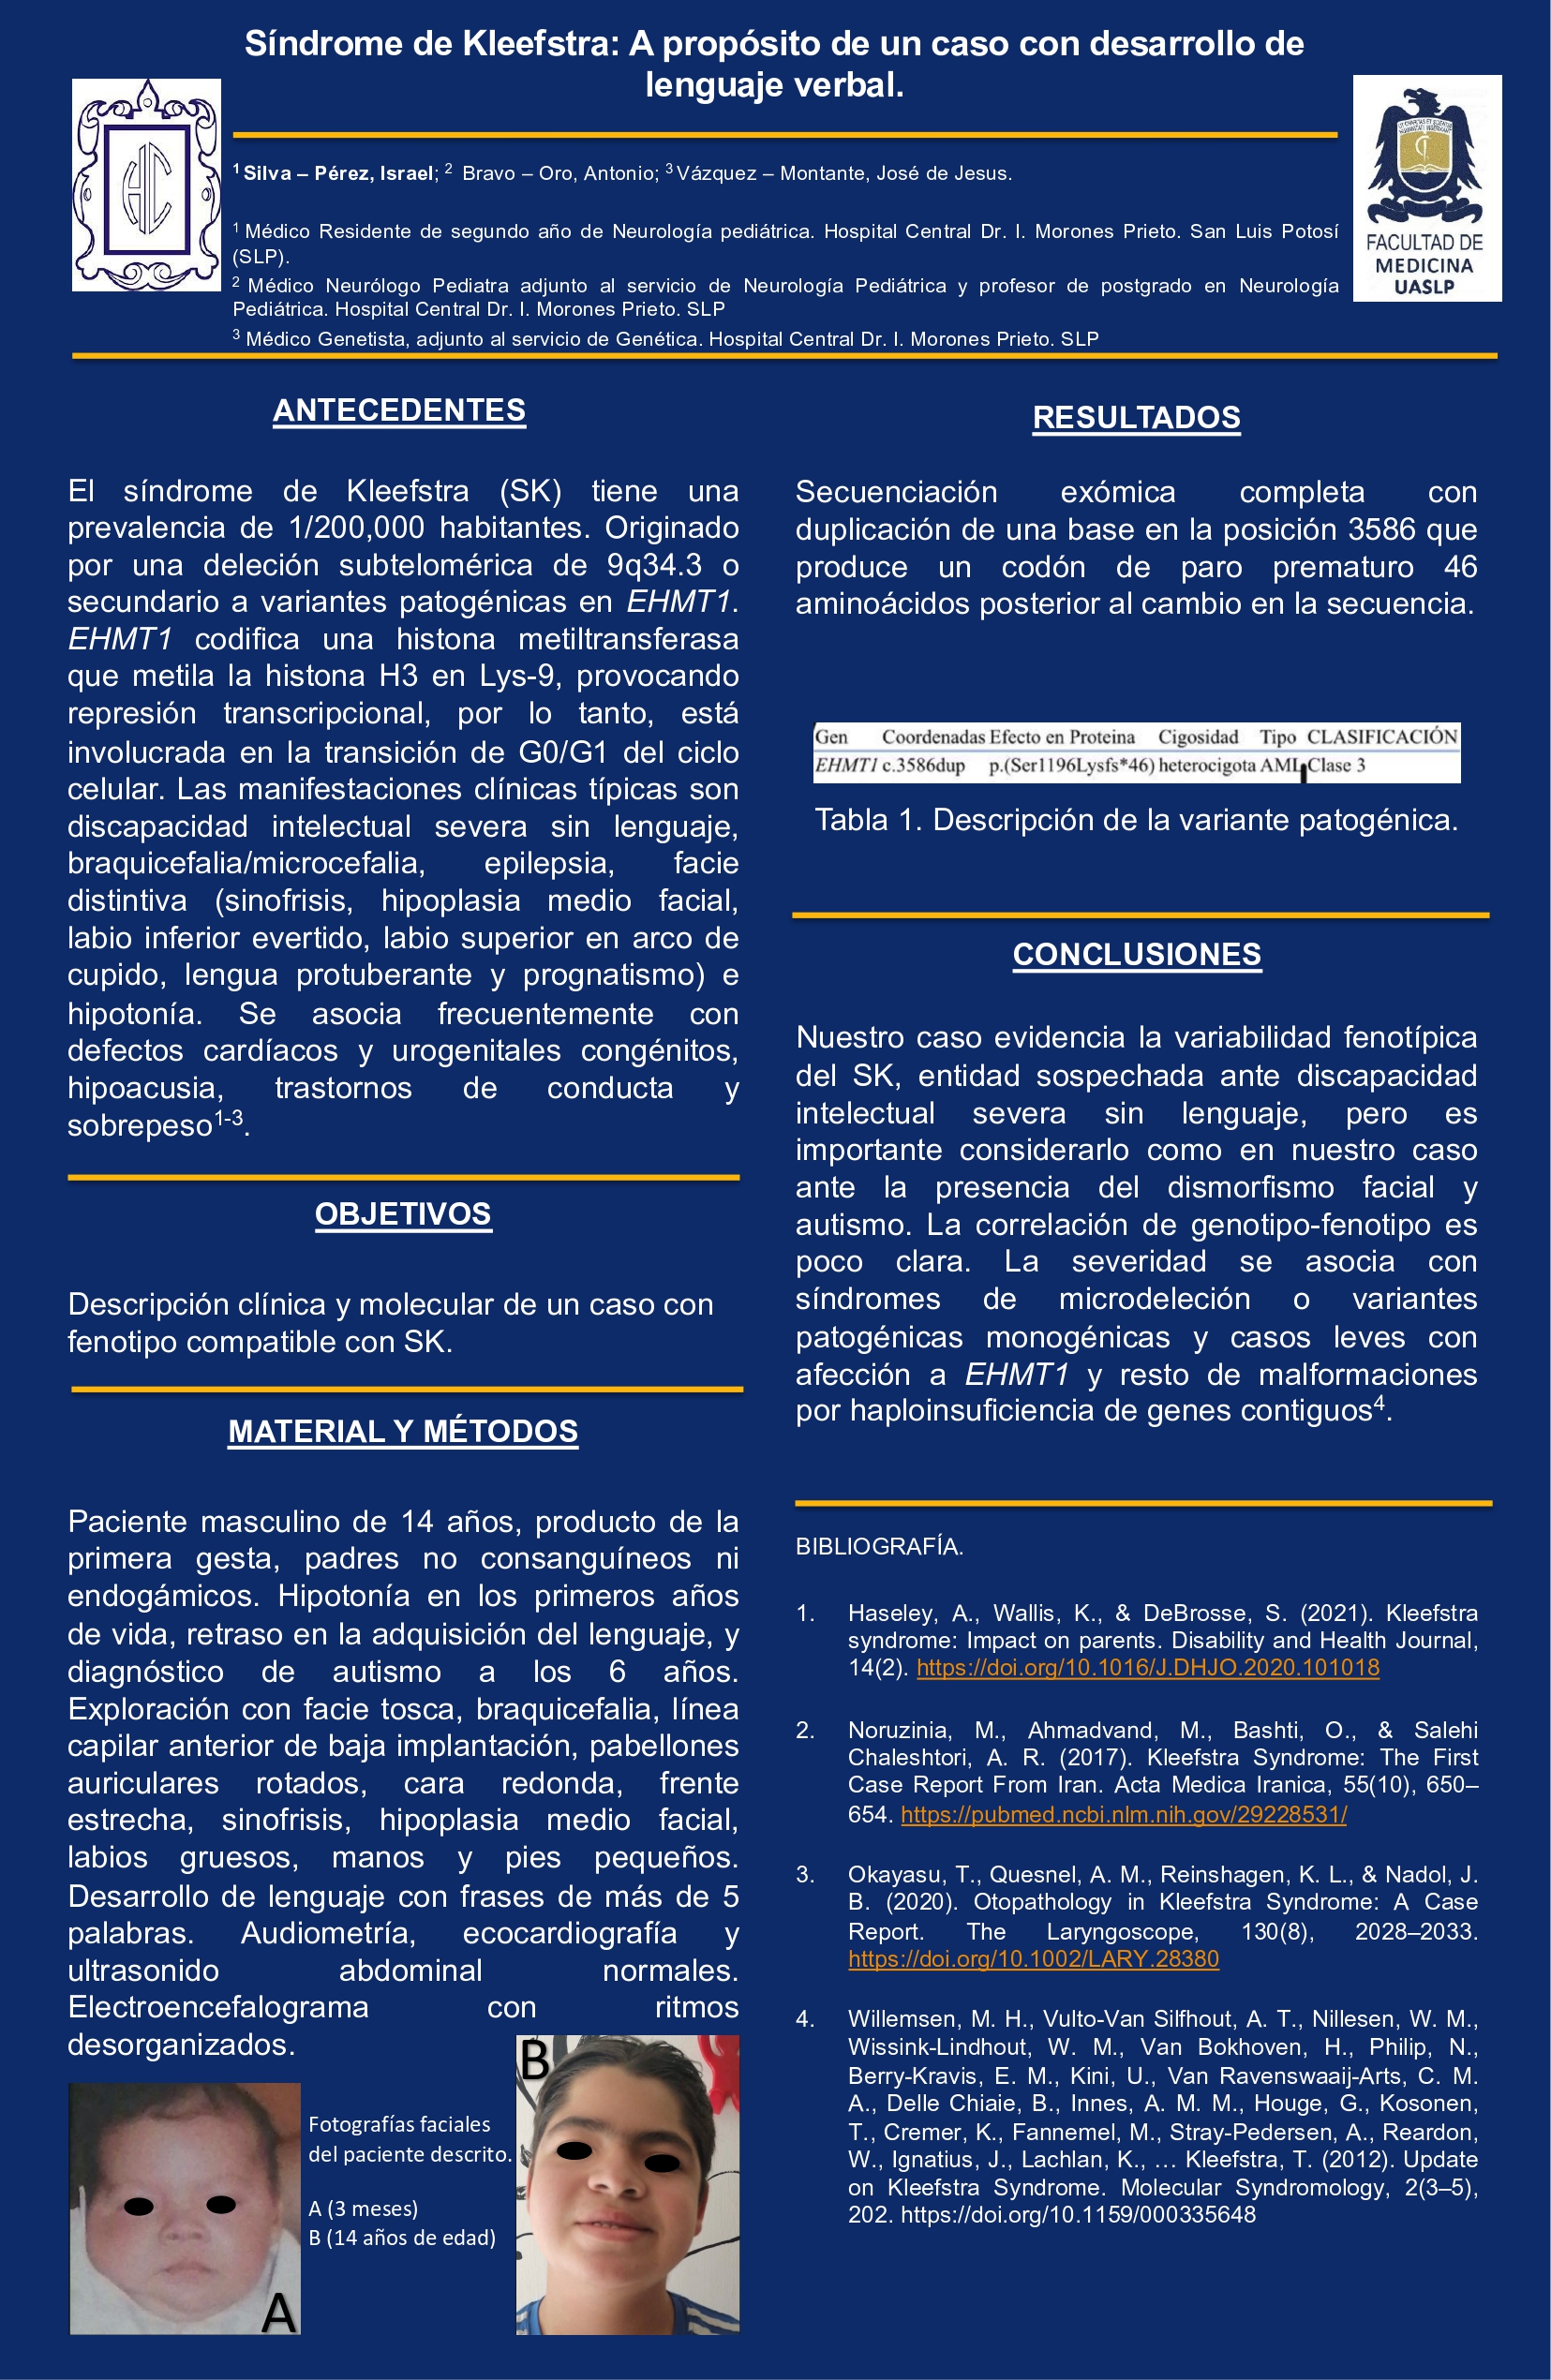 Síndrome de Kleefstra: A propósito de un caso con desarrollo de
lenguaje verbal.
HC
FACULTAD DE
MEDICINA
UASLP
¹ Silva – Pérez, Israel; ² Bravo – Oro, Antonio; ³ Vázquez – Montante, José de Jesus.
¹ Médico Residente de segundo año de Neurología pediátrica. Hospital Central Dr. I. Morones Prieto. San Luis Potosí
(SLP).
² Médico Neurólogo Pediatra adjunto al servicio de Neurología Pediátrica y profesor de postgrado en Neurología
Pediátrica. Hospital Central Dr. I. Morones Prieto. SLP
³ Médico Genetista, adjunto al servicio de Genética. Hospital Central Dr. I. Morones Prieto. SLP
ANTECEDENTES
El síndrome de Kleefstra (SK) tiene una
prevalencia de 1/200,000 habitantes. Originado
por una deleción subtelomérica de 9q34.3 o
secundario a variantes patogénicas en EHMT1.
EHMT1 codifica una histona metiltransferasa
que metila la histona H3 en Lys-9, provocando
represión transcripcional, por lo tanto, está
involucrada en la transición de G0/G1 del ciclo
celular. Las manifestaciones clínicas típicas son
discapacidad intelectual severa sin lenguaje,
braquicefalia/microcefalia, epilepsia, facie
distintiva (sinofrisis, hipoplasia medio facial,
labio inferior evertido, labio superior en arco de
cupido, lengua protuberante y prognatismo) e
hipotonía. Se asocia frecuentemente con
defectos cardíacos y urogenitales congénitos,
hipoacusia, trastornos de conducta y
sobrepeso¹⁻³.
OBJETIVOS
Descripción clínica y molecular de un caso con
fenotipo compatible con SK.
MATERIAL Y MÉTODOS
Paciente masculino de 14 años, producto de la
primera gesta, padres no consanguíneos ni
endogámicos. Hipotonía en los primeros años
de vida, retraso en la adquisición del lenguaje, y
diagnóstico de autismo a los 6 años.
Exploración con facie tosca, braquicefalia, línea
capilar anterior de baja implantación, pabellones
auriculares rotados, cara redonda, frente
estrecha, sinofrisis, hipoplasia medio facial,
labios gruesos, manos y pies pequeños.
Desarrollo de lenguaje con frases de más de 5
palabras. Audiometría, ecocardiografía y
ultrasonido abdominal normales.
Electroencefalograma con ritmos
desorganizados.
A
Fotografías faciales
del paciente descrito.
A (3 meses)
B (14 años de edad)
B
RESULTADOS
Secuenciación exómica completa con
duplicación de una base en la posición 3586 que
produce un codón de paro prematuro 46
aminoácidos posterior al cambio en la secuencia.
Gen Coordenadas Efecto en Proteina Cigosidad Tipo CLASIFICACIÓN
EHMT1 c.3586dup p.(Ser1196Lysfs*46) heterocigota AML Clase 3
Tabla 1. Descripción de la variante patogénica.
CONCLUSIONES
Nuestro caso evidencia la variabilidad fenotípica
del SK, entidad sospechada ante discapacidad
intelectual severa sin lenguaje, pero es
importante considerarlo como en nuestro caso
ante la presencia del dismorfismo facial y
autismo. La correlación de genotipo-fenotipo es
poco clara. La severidad se asocia con
síndromes de microdeleción o variantes
patogénicas monogénicas y casos leves con
afección a EHMT1 y resto de malformaciones
por haploinsuficiencia de genes contiguos⁴.
BIBLIOGRAFÍA.
1. Haseley, A., Wallis, K., & DeBrosse, S. (2021). Kleefstra
syndrome: Impact on parents. Disability and Health Journal,
14(2). https://doi.org/10.1016/J.DHJO.2020.101018
2. Noruzinia, M., Ahmadvand, M., Bashti, O., & Salehi
Chaleshtori, A. R. (2017). Kleefstra Syndrome: The First
Case Report From Iran. Acta Medica Iranica, 55(10), 650–
654. https://pubmed.ncbi.nlm.nih.gov/29228531/
3. Okayasu, T., Quesnel, A. M., Reinshagen, K. L., & Nadol, J.
B. (2020). Otopathology in Kleefstra Syndrome: A Case
Report. The Laryngoscope, 130(8), 2028–2033.
https://doi.org/10.1002/LARY.28380
4. Willemsen, M. H., Vulto-Van Silfhout, A. T., Nillesen, W. M.,
Wissink-Lindhout, W. M., Van Bokhoven, H., Philip, N.,
Berry-Kravis, E. M., Kini, U., Van Ravenswaaij-Arts, C. M.
A., Delle Chiaie, B., Innes, A. M. M., Houge, G., Kosonen,
T., Cremer, K., Fannemel, M., Stray-Pedersen, A., Reardon,
W., Ignatius, J., Lachlan, K., … Kleefstra, T. (2012). Update
on Kleefstra Syndrome. Molecular Syndromology, 2(3–5),
202. https://doi.org/10.1159/000335648